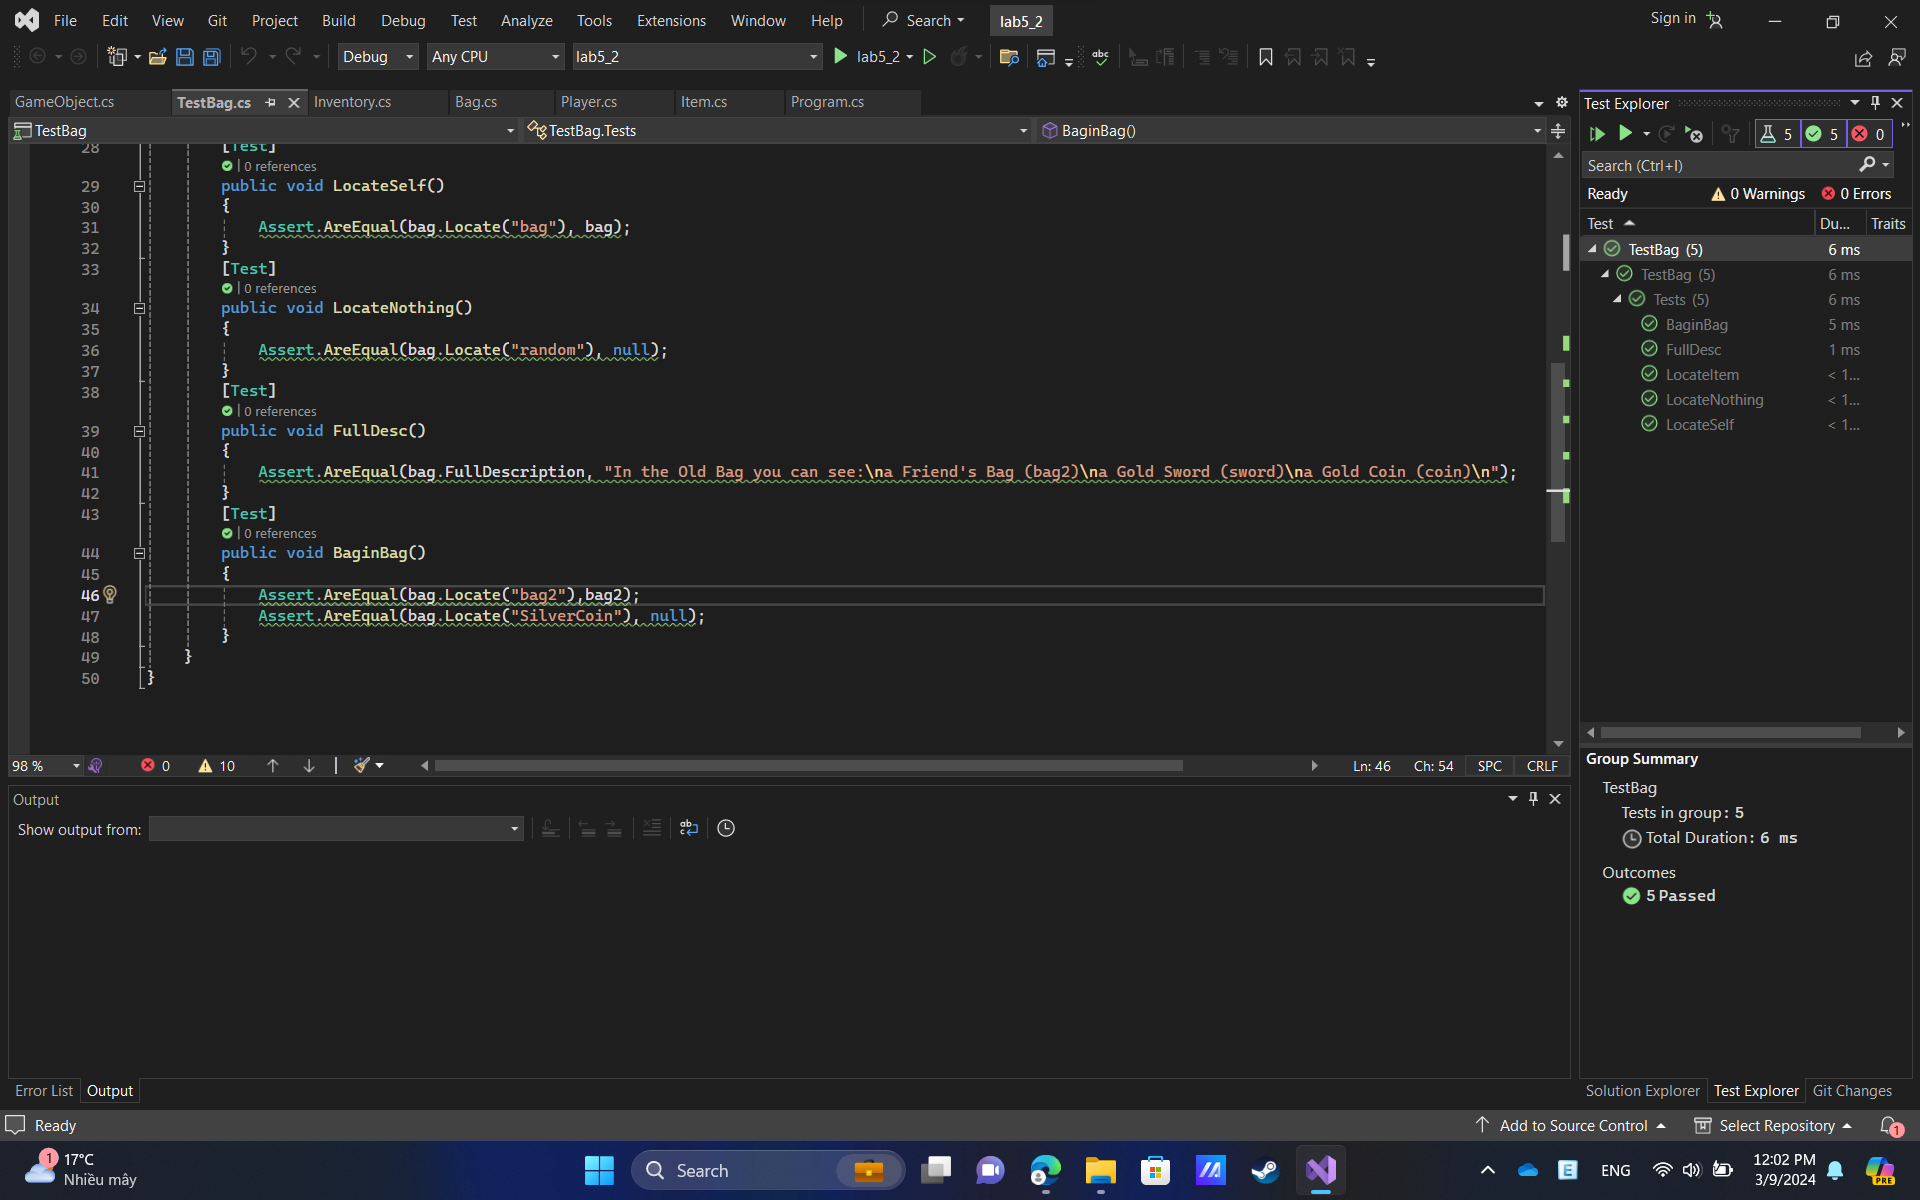 File Edit View Git Project Build Debug Test Analyze Tools Extensions Window Help Search lab5_2 Sign in
Debug Any CPU lab5_2 lab5_2
GameObject.cs TestBag.cs Inventory.cs Bag.cs Player.cs Item.cs Program.cs
TestBag TestBag.Tests BaginBag()
28 [Test]
0 references
29 public void LocateSelf()
30 {
31 Assert.AreEqual(bag.Locate("bag"), bag);
32 }
33 [Test]
0 references
34 public void LocateNothing()
35 {
36 Assert.AreEqual(bag.Locate("random"), null);
37 }
38 [Test]
0 references
39 public void FullDesc()
40 {
41 Assert.AreEqual(bag.FullDescription, "In the Old Bag you can see:\na Friend's Bag (bag2)\na Gold Sword (sword)\na Gold Coin (coin)\n");
42 }
43 [Test]
0 references
44 public void BaginBag()
45 {
46 Assert.AreEqual(bag.Locate("bag2"),bag2);
47 Assert.AreEqual(bag.Locate("SilverCoin"), null);
48 }
49 }
50 }
98 % 0 10 Ln: 46 Ch: 54 SPC CRLF
Output
Show output from:
Error List Output
Test Explorer
5 5 0
Search (Ctrl+I)
Ready 0 Warnings 0 Errors
Test Du... Traits
TestBag (5) 6 ms
TestBag (5) 6 ms
Tests (5) 6 ms
BaginBag 5 ms
FullDesc 1 ms
LocateItem < 1...
LocateNothing < 1...
LocateSelf < 1...
Group Summary
TestBag
Tests in group: 5
Total Duration: 6 ms
Outcomes
5 Passed
Solution Explorer Test Explorer Git Changes
Ready Add to Source Control Select Repository 1
1 17°C
Nhiều mây
Search
ENG
12:02 PM
3/9/2024
PRE